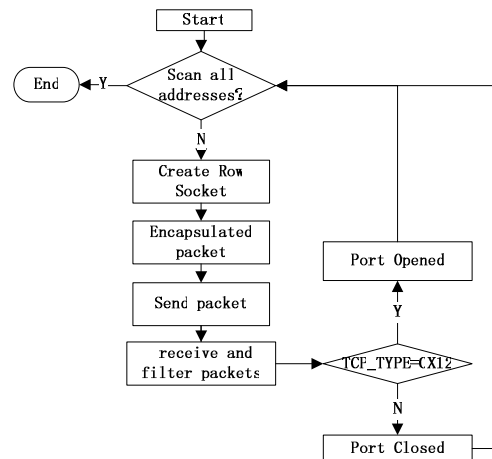 Start
Scan all
addresses?
Y
End
N
Create Row
Socket
Encapsulated
packet
Send packet
receive and
filter packets
TCP_TYPE=0X12
Y
Port Opened
N
Port Closed